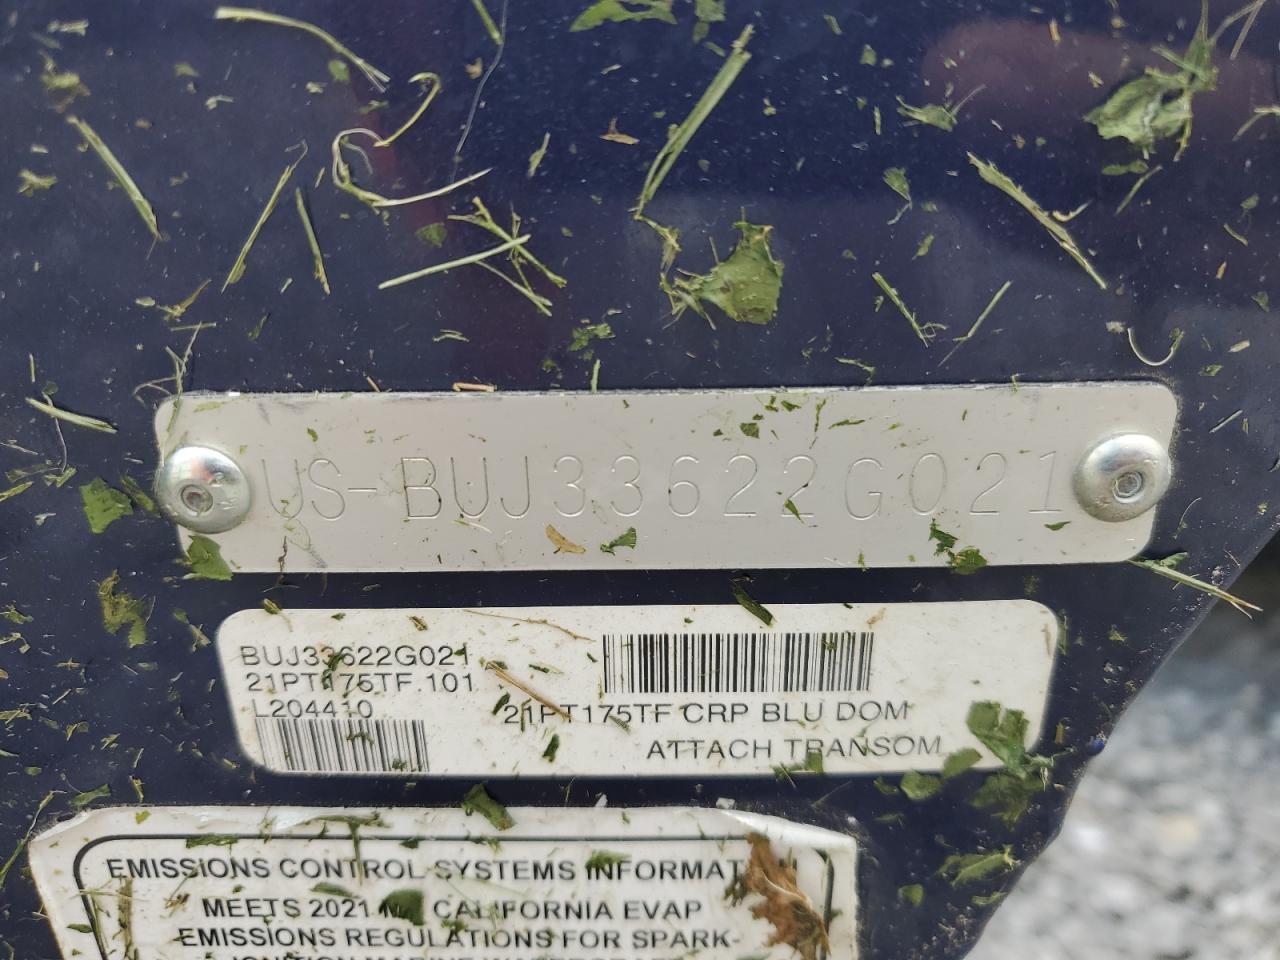 US-BUJ33622G021
BUJ33622G021
21PT175TF.101
L204410
21PT175TF CRP BLU DOM
ATTACH TRANSOM
EMISSIONS CONTROL SYSTEMS INFORMAT
MEETS 2021 CALIFORNIA EVAP
EMISSIONS REGULATIONS FOR SPARK-